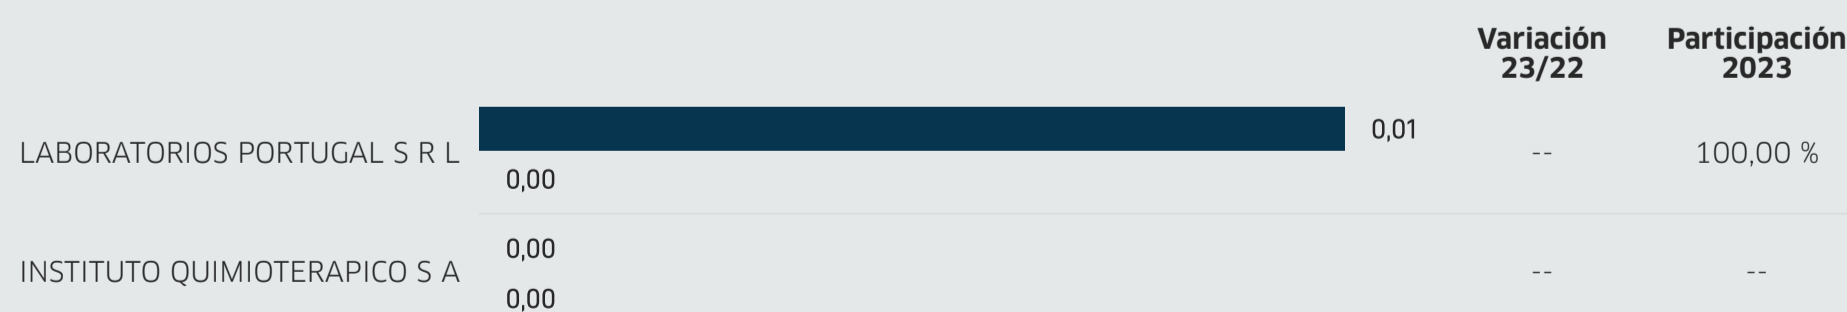 Variación
23/22
Participación
2023
LABORATORIOS PORTUGAL S R L
0,01
0,00
--
100,00 %
INSTITUTO QUIMIOTERAPICO S A
0,00
0,00
--
--